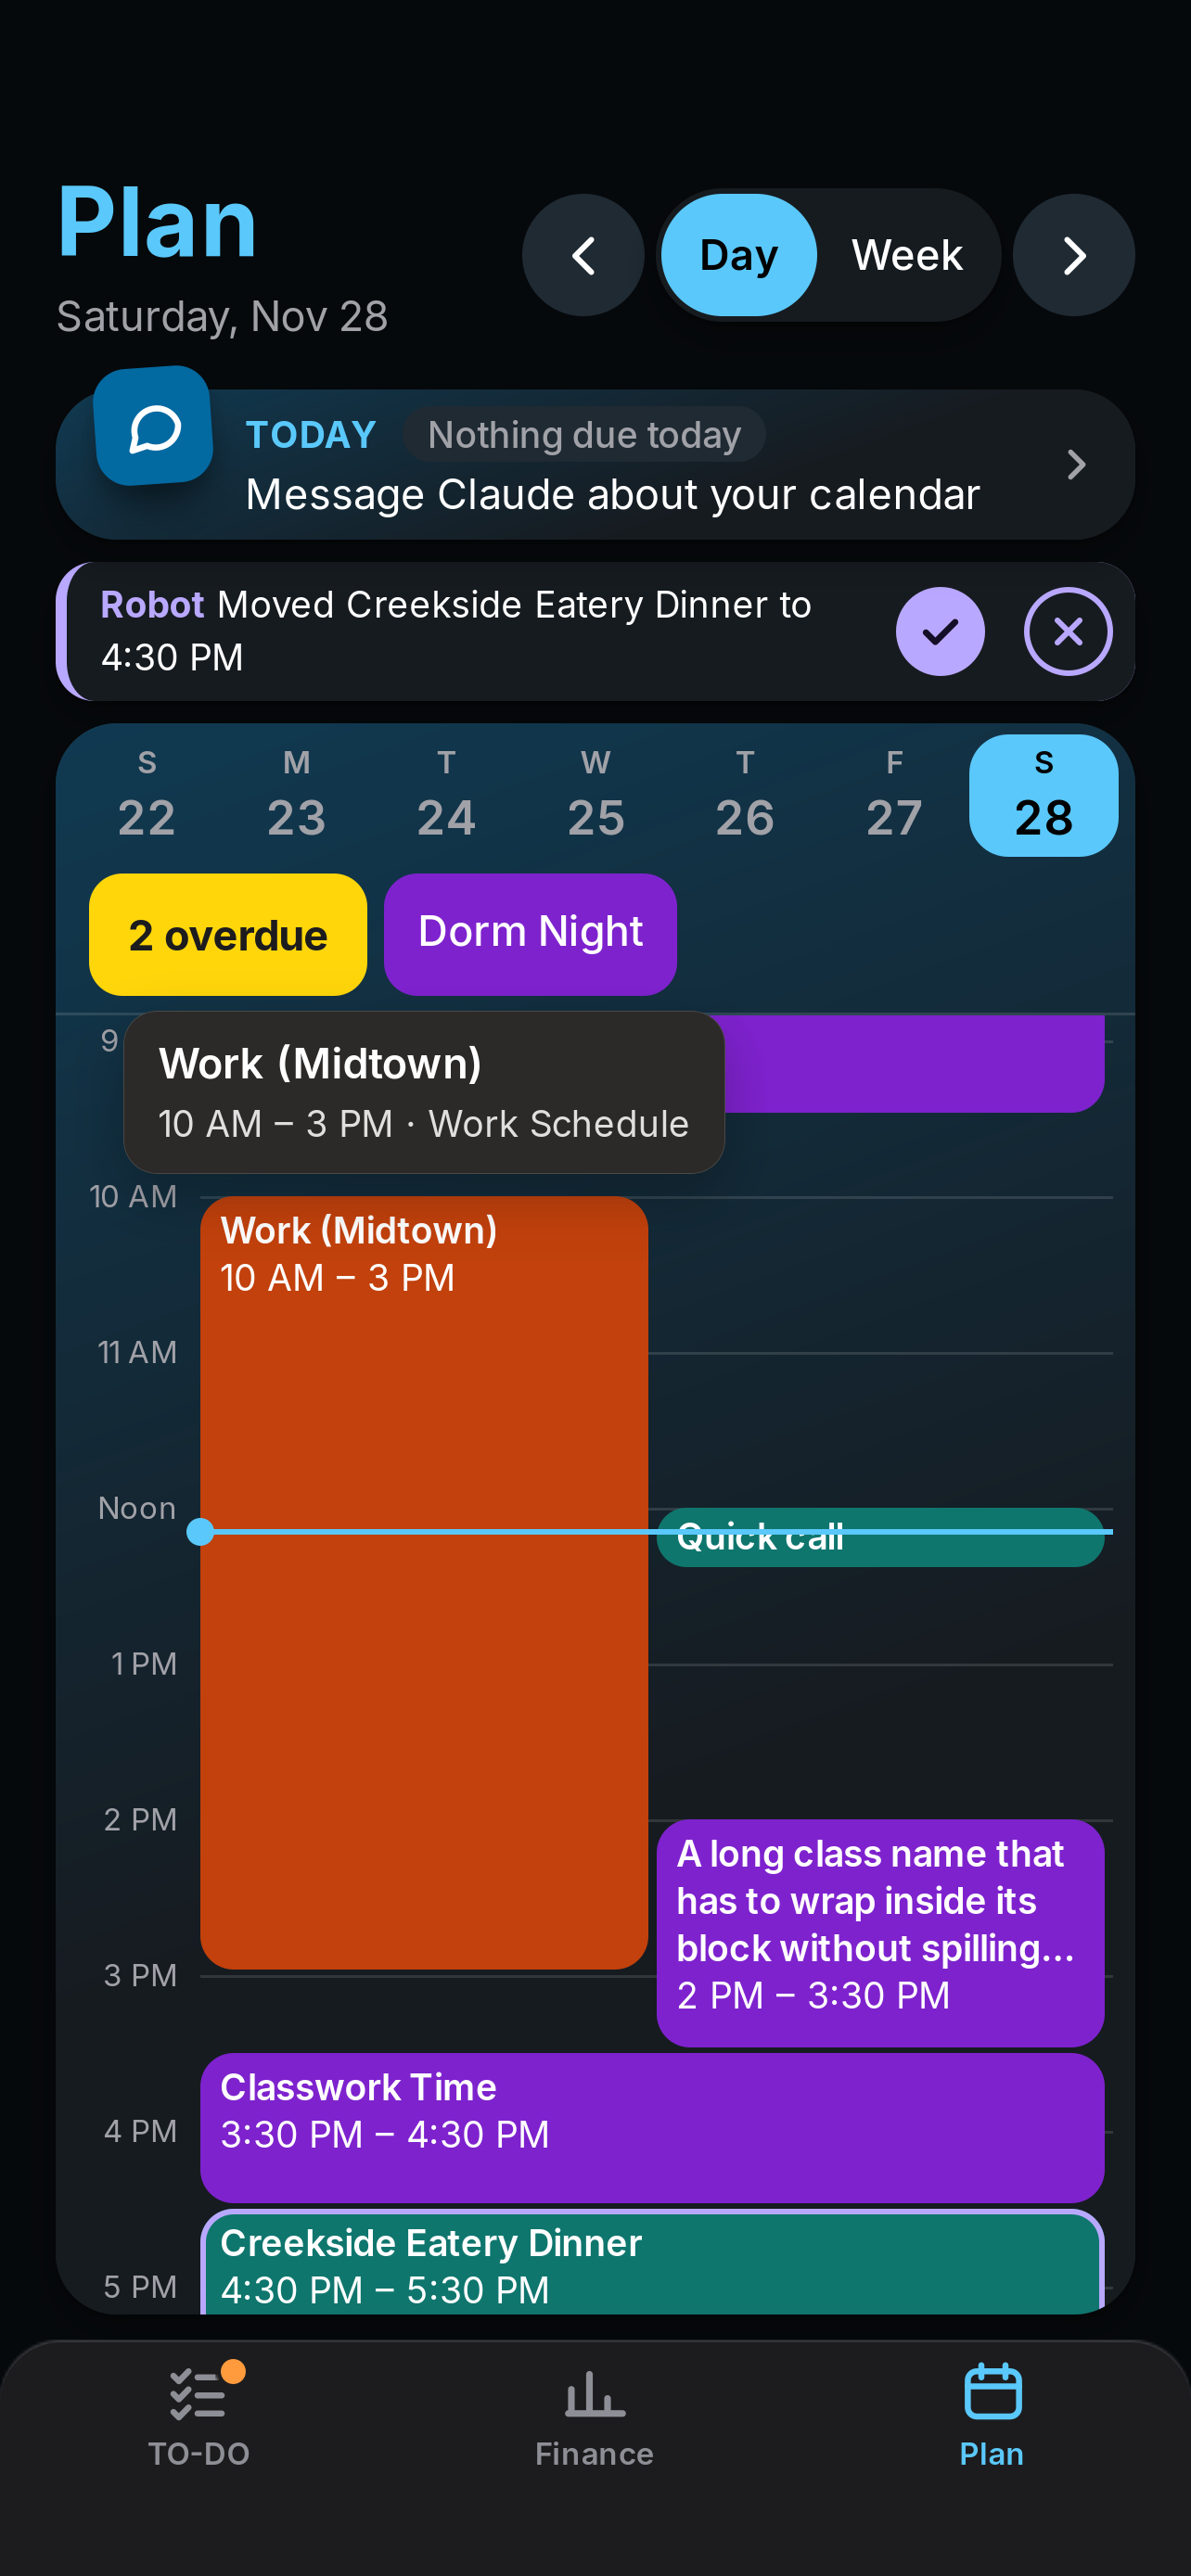 Plan
Saturday, Nov 28
Day
Week
TODAY
Nothing due today
Message Claude about your calendar
Robot Moved Creekside Eatery Dinner to
4:30 PM
S M T W T F S
22 23 24 25 26 27 28
2 overdue
Dorm Night
9
Work (Midtown)
10 AM – 3 PM · Work Schedule
10 AM
Work (Midtown)
10 AM – 3 PM
11 AM
Noon
Quick call
1 PM
2 PM
A long class name that
has to wrap inside its
block without spilling...
2 PM – 3:30 PM
3 PM
Classwork Time
3:30 PM – 4:30 PM
4 PM
Creekside Eatery Dinner
4:30 PM – 5:30 PM
5 PM
TO-DO
Finance
Plan